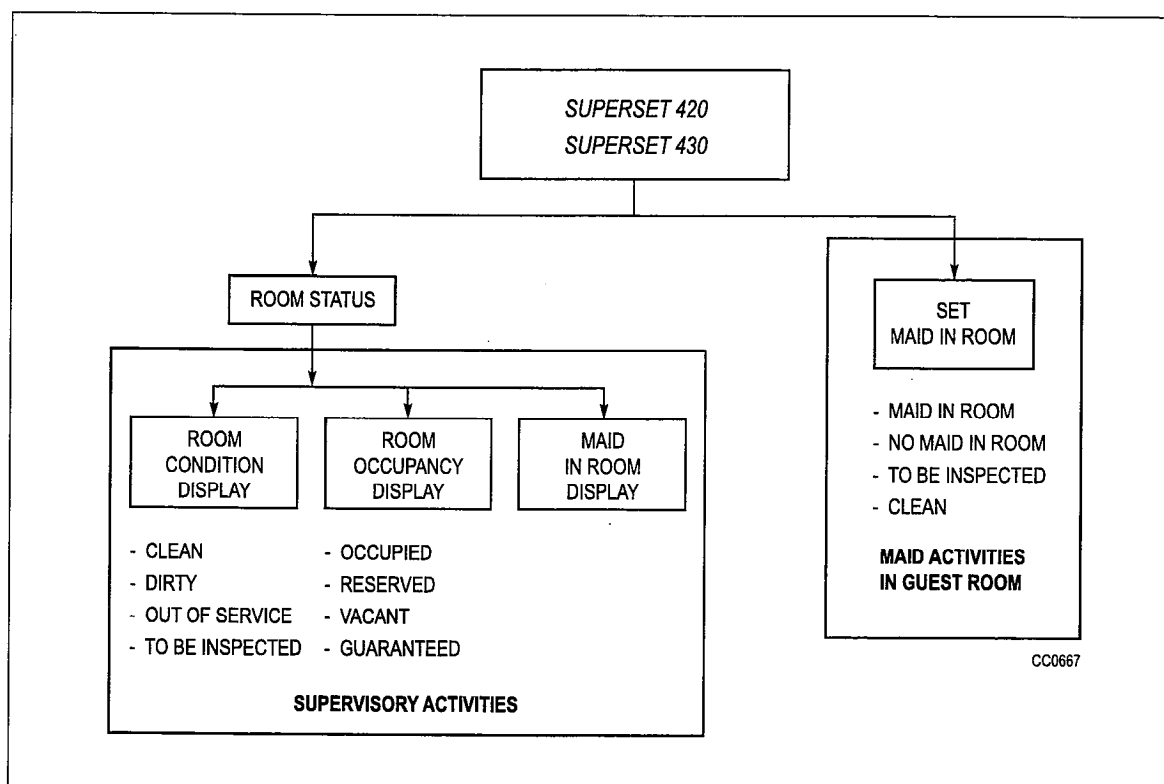 SUPERSET 420
SUPERSET 430
ROOM STATUS
ROOM
CONDITION
DISPLAY
ROOM
OCCUPANCY
DISPLAY
MAID
IN ROOM
DISPLAY
- CLEAN
- DIRTY
- OUT OF SERVICE
- TO BE INSPECTED
- OCCUPIED
- RESERVED
- VACANT
- GUARANTEED
SUPERVISORY ACTIVITIES
SET
MAID IN ROOM
- MAID IN ROOM
- NO MAID IN ROOM
- TO BE INSPECTED
- CLEAN
MAID ACTIVITIES
IN GUEST ROOM
CC0667